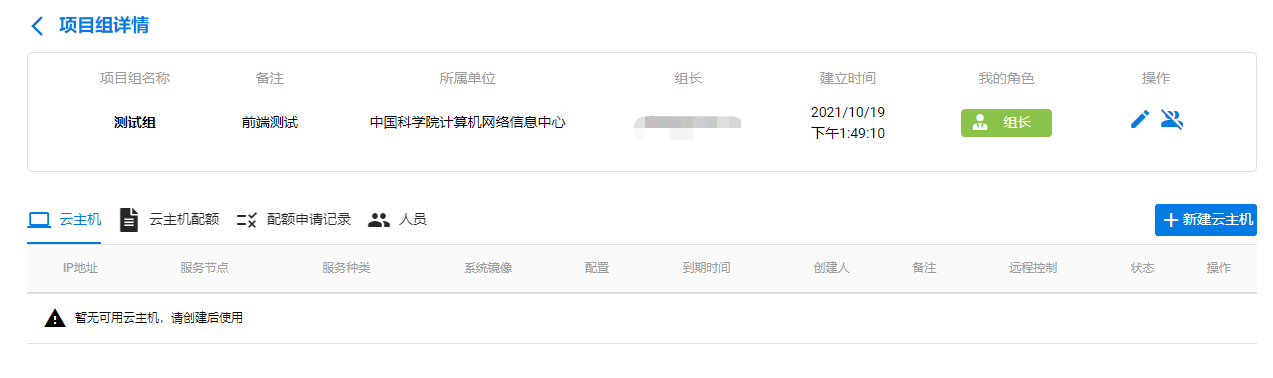 项目组详情
项目组名称 备注 所属单位 组长 建立时间 我的角色 操作
测试组 前端测试 中国科学院计算机网络信息中心 2021/10/19 下午1:49:10 组长
云主机 云主机配额 配额申请记录 人员 新建云主机
IP地址 服务节点 服务种类 系统镜像 配置 到期时间 创建人 备注 远程控制 状态 操作
暂无可用云主机，请创建后使用